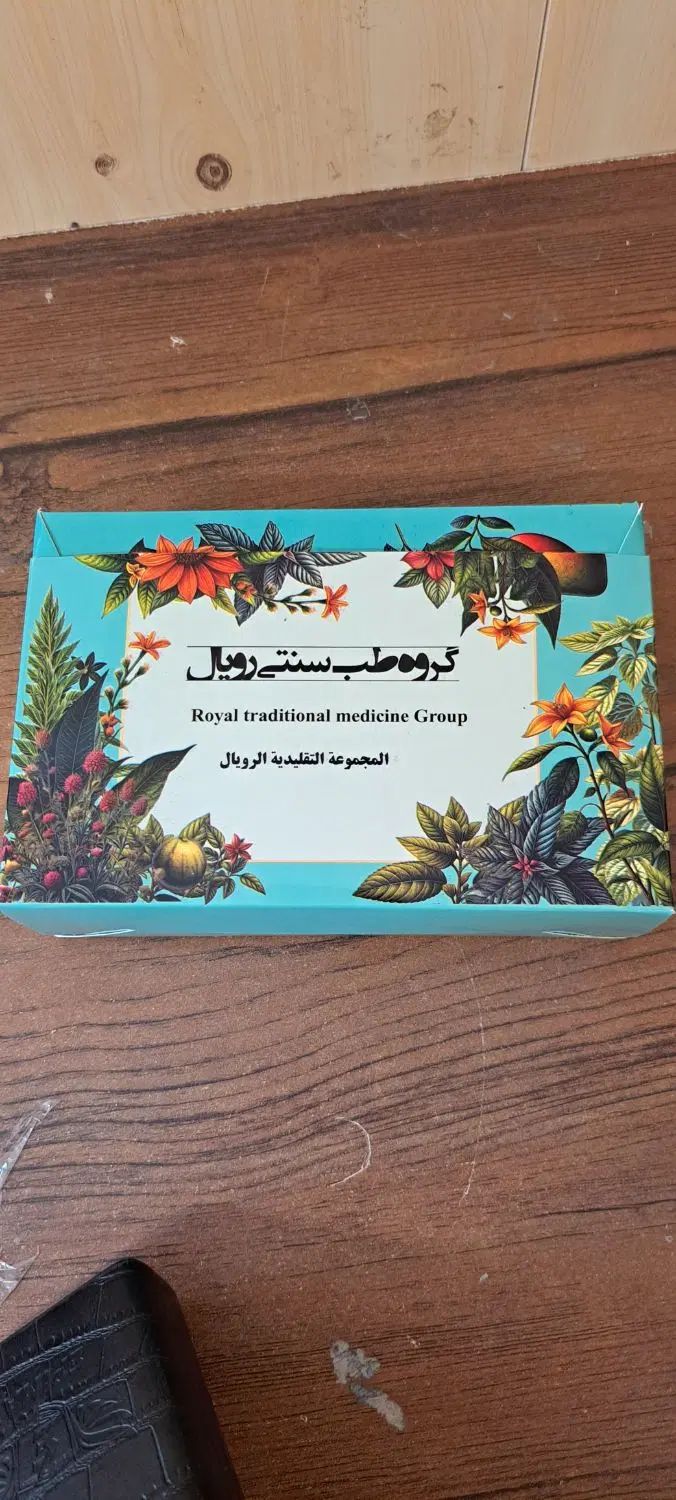 گروه طب سنتی رویال
Royal traditional medicine Group
المجموعة التقليدية الرويال